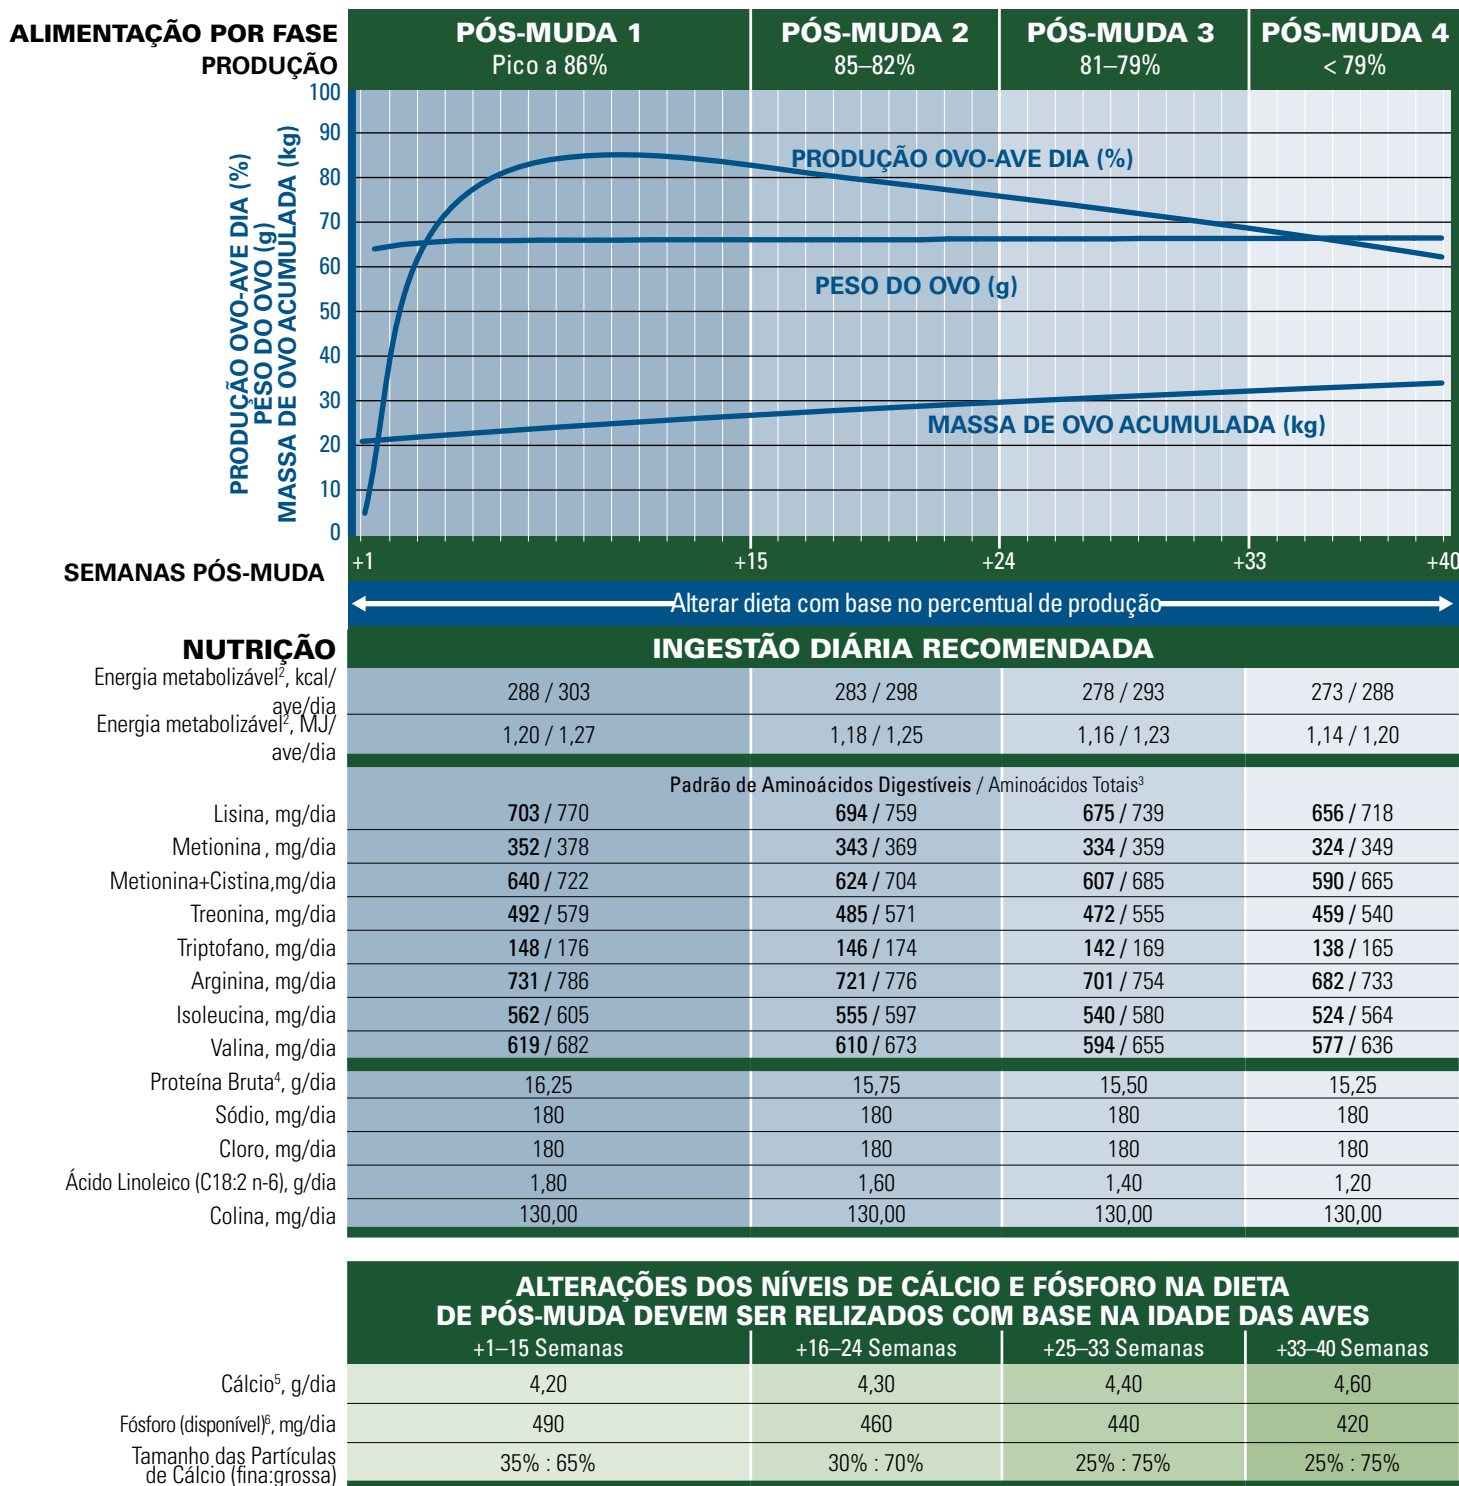 ALIMENTAÇÃO POR FASE
PRODUÇÃO
PÓS-MUDA 1
Pico a 86%
PÓS-MUDA 2
85–82%
PÓS-MUDA 3
81–79%
PÓS-MUDA 4
< 79%
PRODUÇÃO OVO-AVE DIA (%)
PESO DO OVO (g)
MASSA DE OVO ACUMULADA (kg)
100
90
80
70
60
50
40
30
20
10
0
PRODUÇÃO OVO-AVE DIA (%)
PESO DO OVO (g)
MASSA DE OVO ACUMULADA (kg)
SEMANAS PÓS-MUDA
+1 +15 +24 +33 +40
Alterar dieta com base no percentual de produção
NUTRIÇÃO INGESTÃO DIÁRIA RECOMENDADA
Energia metabolizável², kcal/
ave/dia
288 / 303 283 / 298 278 / 293 273 / 288
Energia metabolizável², MJ/
ave/dia
1,20 / 1,27 1,18 / 1,25 1,16 / 1,23 1,14 / 1,20
Padrão de Aminoácidos Digestíveis / Aminoácidos Totais³
Lisina, mg/dia 703 / 770 694 / 759 675 / 739 656 / 718
Metionina , mg/dia 352 / 378 343 / 369 334 / 359 324 / 349
Metionina+Cistina,mg/dia 640 / 722 624 / 704 607 / 685 590 / 665
Treonina, mg/dia 492 / 579 485 / 571 472 / 555 459 / 540
Triptofano, mg/dia 148 / 176 146 / 174 142 / 169 138 / 165
Arginina, mg/dia 731 / 786 721 / 776 701 / 754 682 / 733
Isoleucina, mg/dia 562 / 605 555 / 597 540 / 580 524 / 564
Valina, mg/dia 619 / 682 610 / 673 594 / 655 577 / 636
Proteína Bruta⁴, g/dia 16,25 15,75 15,50 15,25
Sódio, mg/dia 180 180 180 180
Cloro, mg/dia 180 180 180 180
Ácido Linoleico (C18:2 n-6), g/dia 1,80 1,60 1,40 1,20
Colina, mg/dia 130,00 130,00 130,00 130,00
ALTERAÇÕES DOS NÍVEIS DE CÁLCIO E FÓSFORO NA DIETA
DE PÓS-MUDA DEVEM SER RELIZADOS COM BASE NA IDADE DAS AVES
+1–15 Semanas +16–24 Semanas +25–33 Semanas +33–40 Semanas
Cálcio⁵, g/dia 4,20 4,30 4,40 4,60
Fósforo (disponível)⁶, mg/dia 490 460 440 420
Tamanho das Partículas
de Cálcio (fina:grossa)
35% : 65% 30% : 70% 25% : 75% 25% : 75%